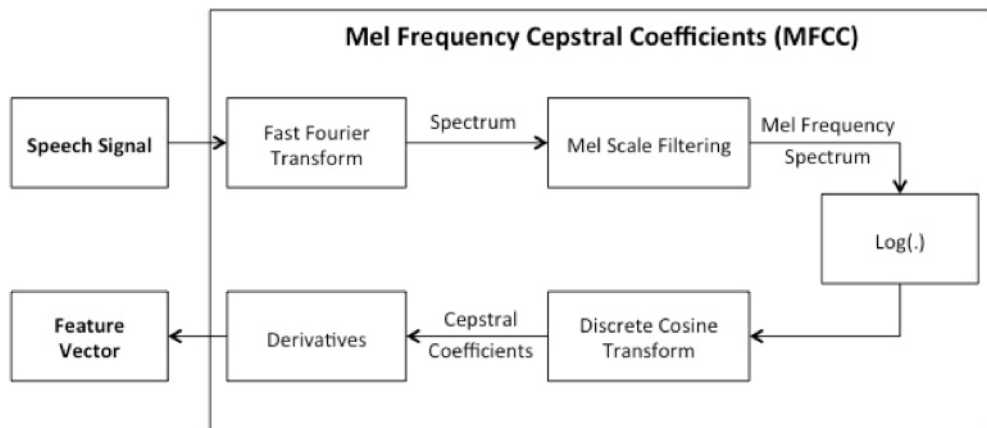 Mel Frequency Cepstral Coefficients (MFCC)
Speech Signal
Fast Fourier
Transform
Spectrum
Mel Scale Filtering
Mel Frequency
Spectrum
Log(.)
Discrete Cosine
Transform
Cepstral
Coefficients
Derivatives
Feature
Vector